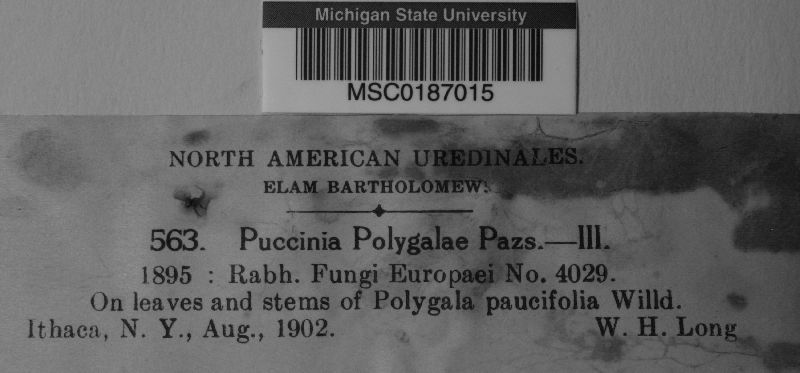 Michigan State University
MSC0187015
NORTH AMERICAN UREDINALES.
ELAM BARTHOLOMEW.
563. Puccinia Polygalae Pazs.—III.
1895 : Rabh. Fungi Europaei No. 4029.
On leaves and stems of Polygala paucifolia Willd.
Ithaca, N. Y., Aug., 1902. W. H. Long